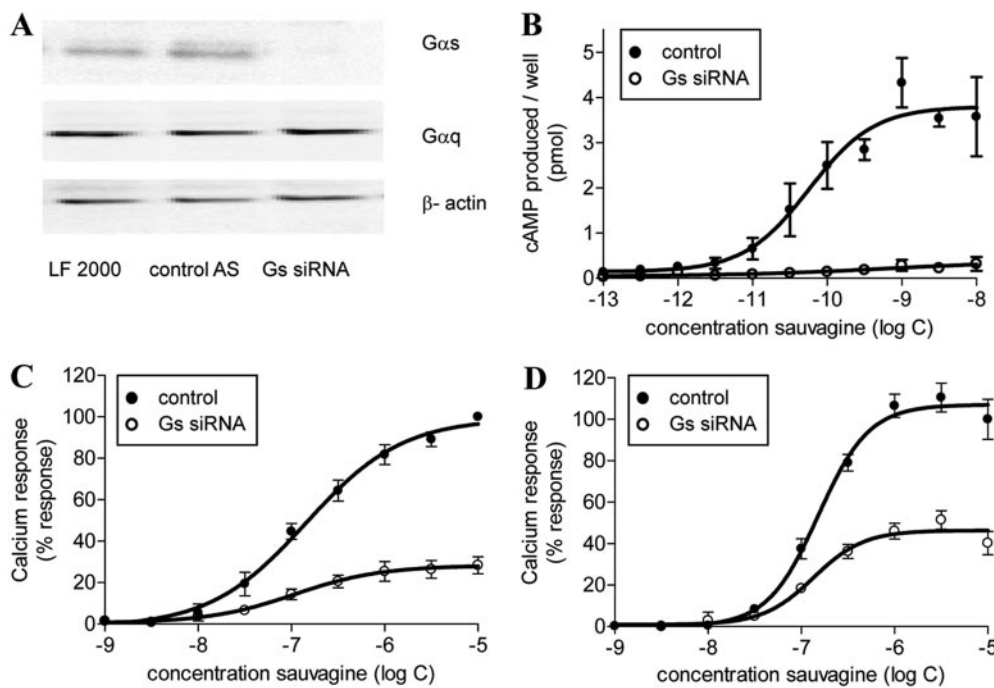 A
Gαs
Gαq
β- actin
LF 2000 control AS Gs siRNA
B
control
Gs siRNA
cAMP produced / well
(pmol)
5
4
3
2
1
0
-13 -12 -11 -10 -9 -8
concentration sauvagine (log C)
C
control
Gs siRNA
Calcium response
(% response)
120
100
80
60
40
20
0
-9 -8 -7 -6 -5
concentration sauvagine (log C)
D
control
Gs siRNA
Calcium response
(% response)
120
100
80
60
40
20
0
-9 -8 -7 -6 -5
concentration sauvagine (log C)